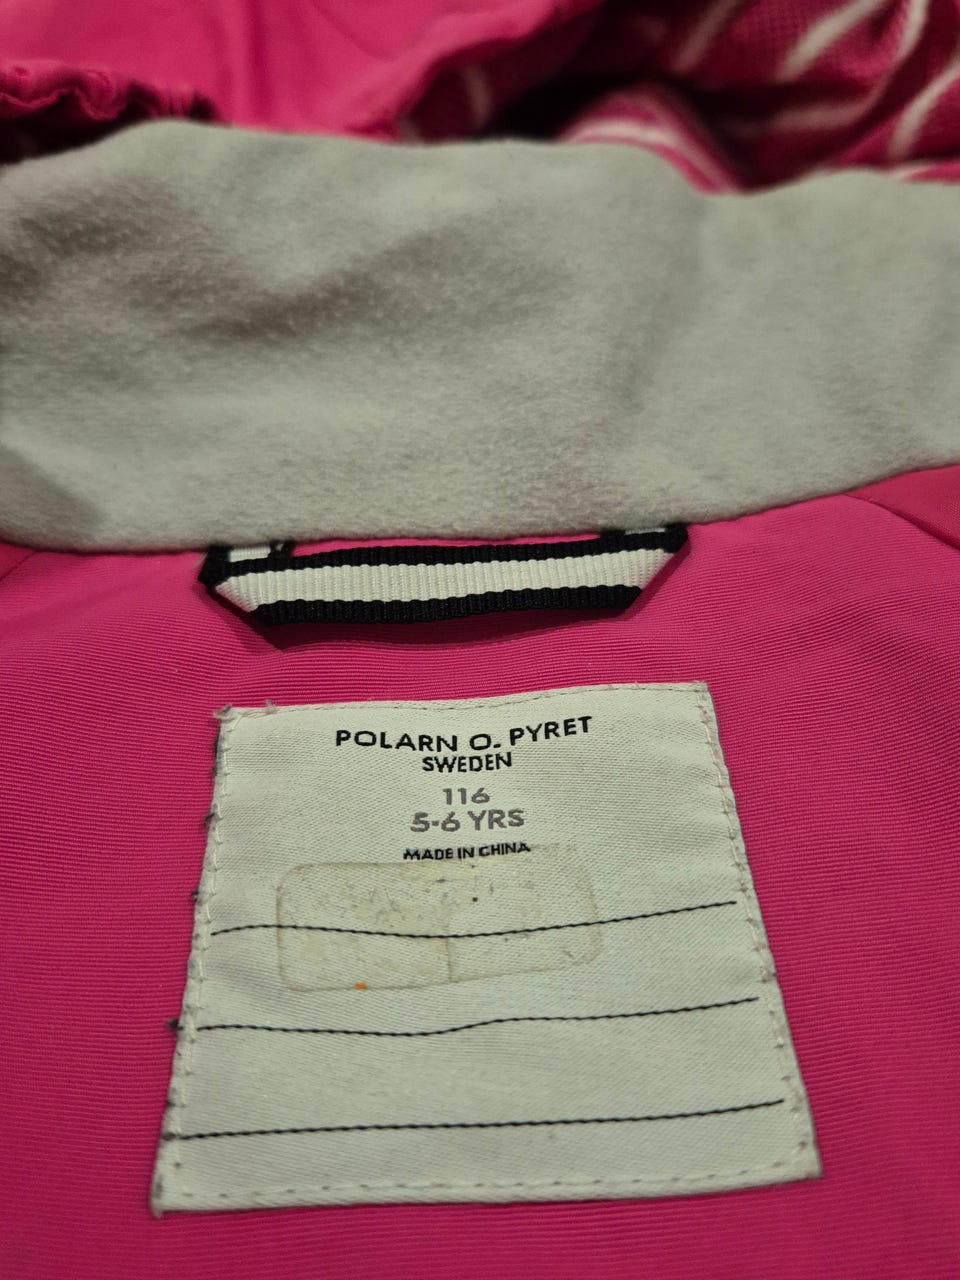 POLARN O. PYRET
SWEDEN
116
5-6 YRS
MADE IN CHINA